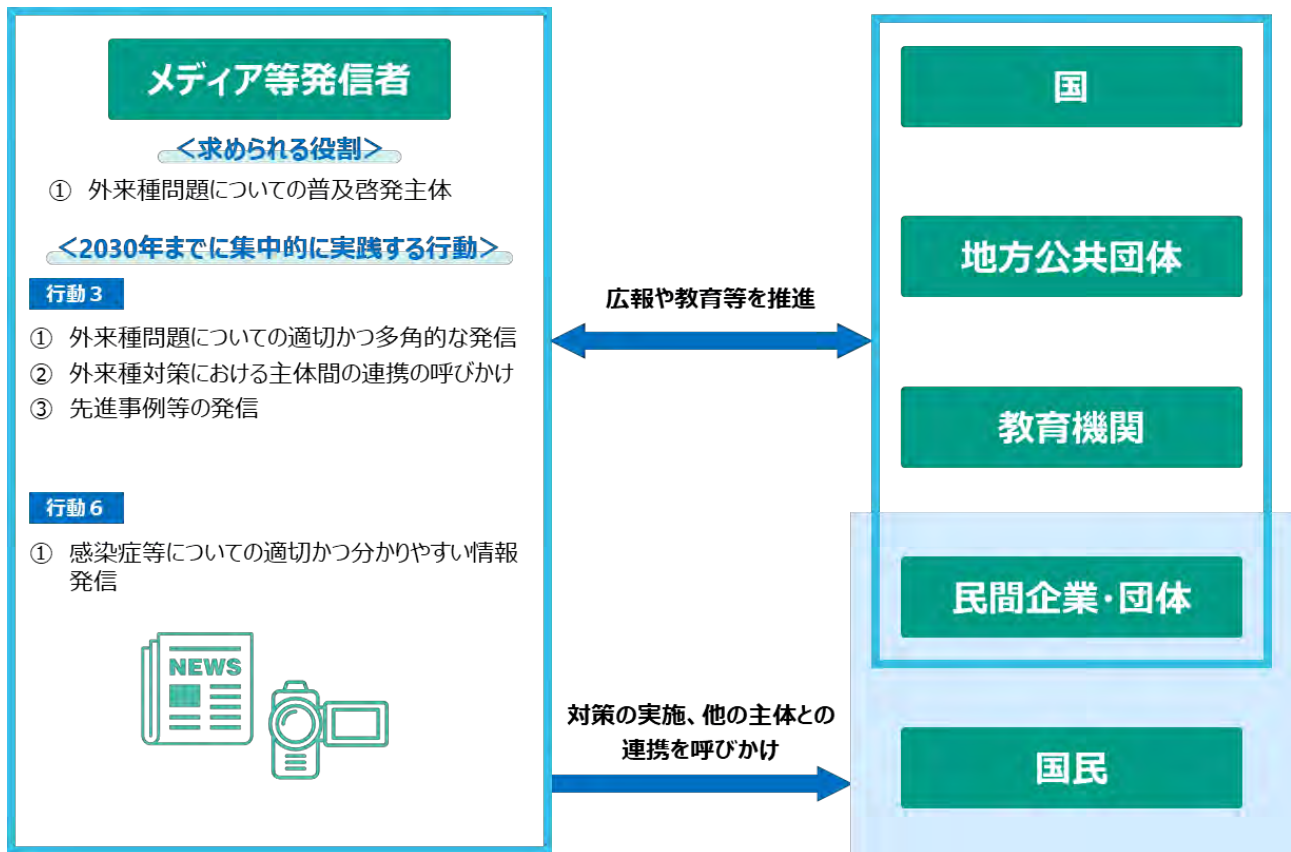 メディア等発信者
＜求められる役割＞
① 外来種問題についての普及啓発主体
＜2030年までに集中的に実践する行動＞
行動３
① 外来種問題についての適切かつ多角的な発信
② 外来種対策における主体間の連携の呼びかけ
③ 先進事例等の発信
行動６
① 感染症等についての適切かつ分かりやすい情報
発信
NEWS
広報や教育等を推進
対策の実施、他の主体との
連携を呼びかけ
国
地方公共団体
教育機関
民間企業・団体
国民